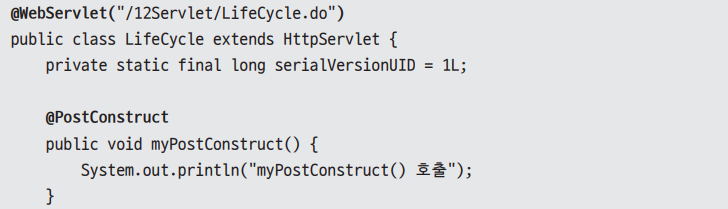 @WebServlet("/12Servlet/LifeCycle.do")
public class LifeCycle extends HttpServlet {
    private static final long serialVersionUID = 1L;

    @PostConstruct
    public void myPostConstruct() {
        System.out.println("myPostConstruct() 호출");
    }